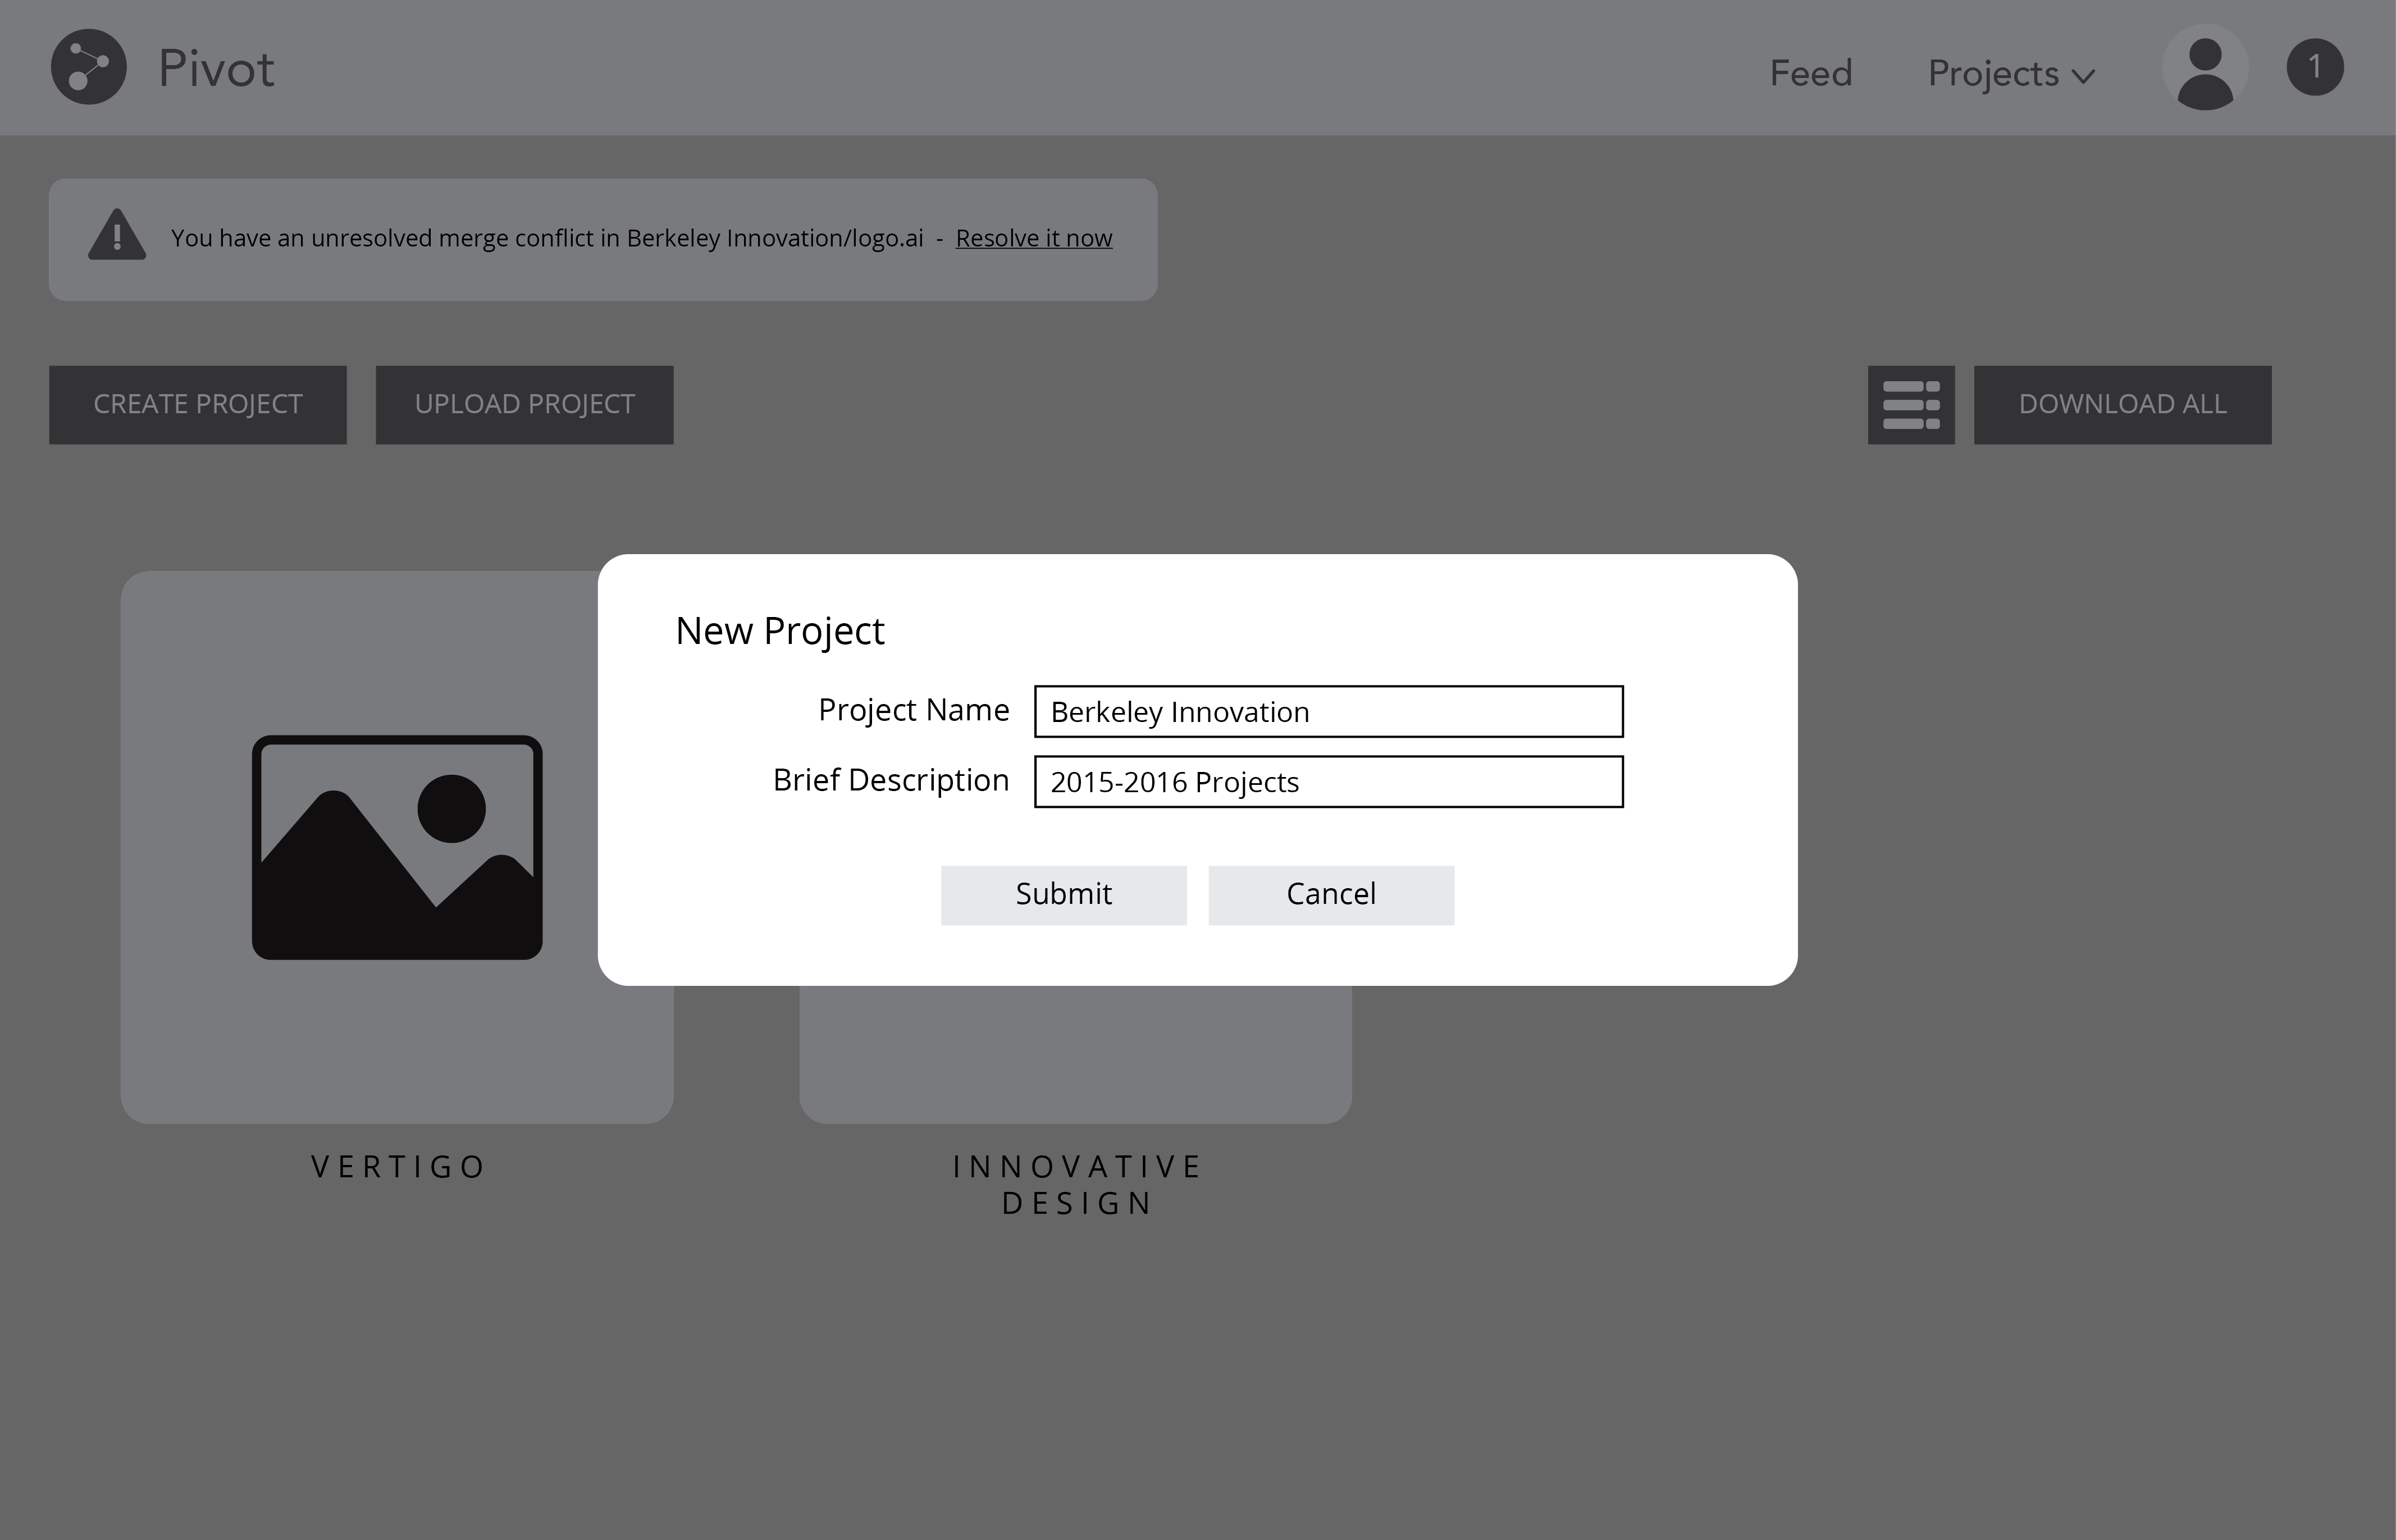 Pivot
Feed
Projects
1
You have an unresolved merge conflict in Berkeley Innovation/logo.ai - Resolve it now
CREATE PROJECT
UPLOAD PROJECT
DOWNLOAD ALL
New Project
Project Name
Berkeley Innovation
Brief Description
2015-2016 Projects
Submit
Cancel
VERTIGO
INNOVATIVE
DESIGN